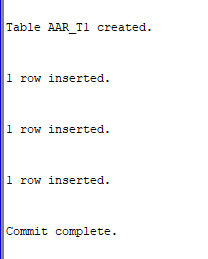 Table AAR_T1 created.
1 row inserted.
1 row inserted.
1 row inserted.
Commit complete.